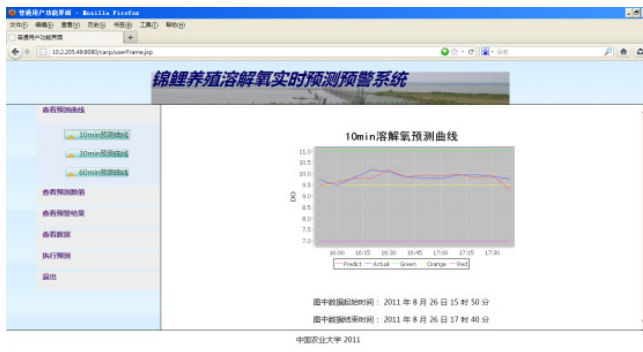 普通用户功能界面 - Mozilla Firefox
文件(F) 编辑(E) 查看(V) 历史(S) 书签(B) 工具(T) 帮助(H)
普通用户功能界面 +
10.2.205.49:8080/carp/userFrame.jsp
锦鲤养殖溶解氧实时预测预警系统
查看预测曲线
10min预测曲线
30min预测曲线
60min预测曲线
查看预测数值
查看预警结果
查看数据
执行预测
退出
10min溶解氧预测曲线
11.0
10.5
10.0
9.5
9.0
8.5
8.0
7.5
7.0
DO
16:00 16:15 16:30 16:45 17:00 17:15 17:30
Predict Actual Green Orange Red
图中数据起始时间： 2011 年 8 月 26 日 15 时 50 分
图中数据结束时间： 2011 年 8 月 26 日 17 时 40 分
中国农业大学 2011